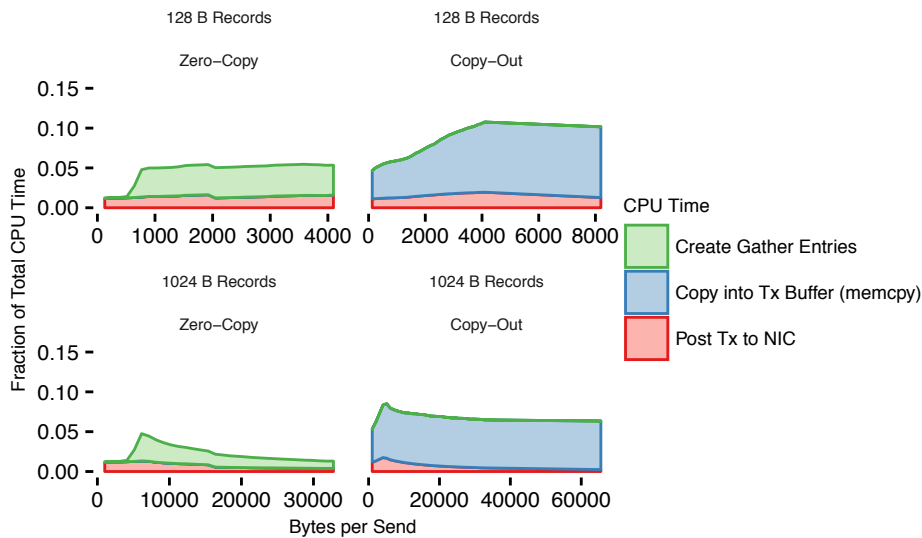 128 B Records
128 B Records
Zero−Copy
Copy−Out
Fraction of Total CPU Time
0.15
0.10
0.05
0.00
0 1000 2000 3000 4000
0 2000 4000 6000 8000
CPU Time
Create Gather Entries
Copy into Tx Buffer (memcpy)
Post Tx to NIC
1024 B Records
1024 B Records
Zero−Copy
Copy−Out
0.15
0.10
0.05
0.00
0 10000 20000 30000
0 20000 40000 60000
Bytes per Send